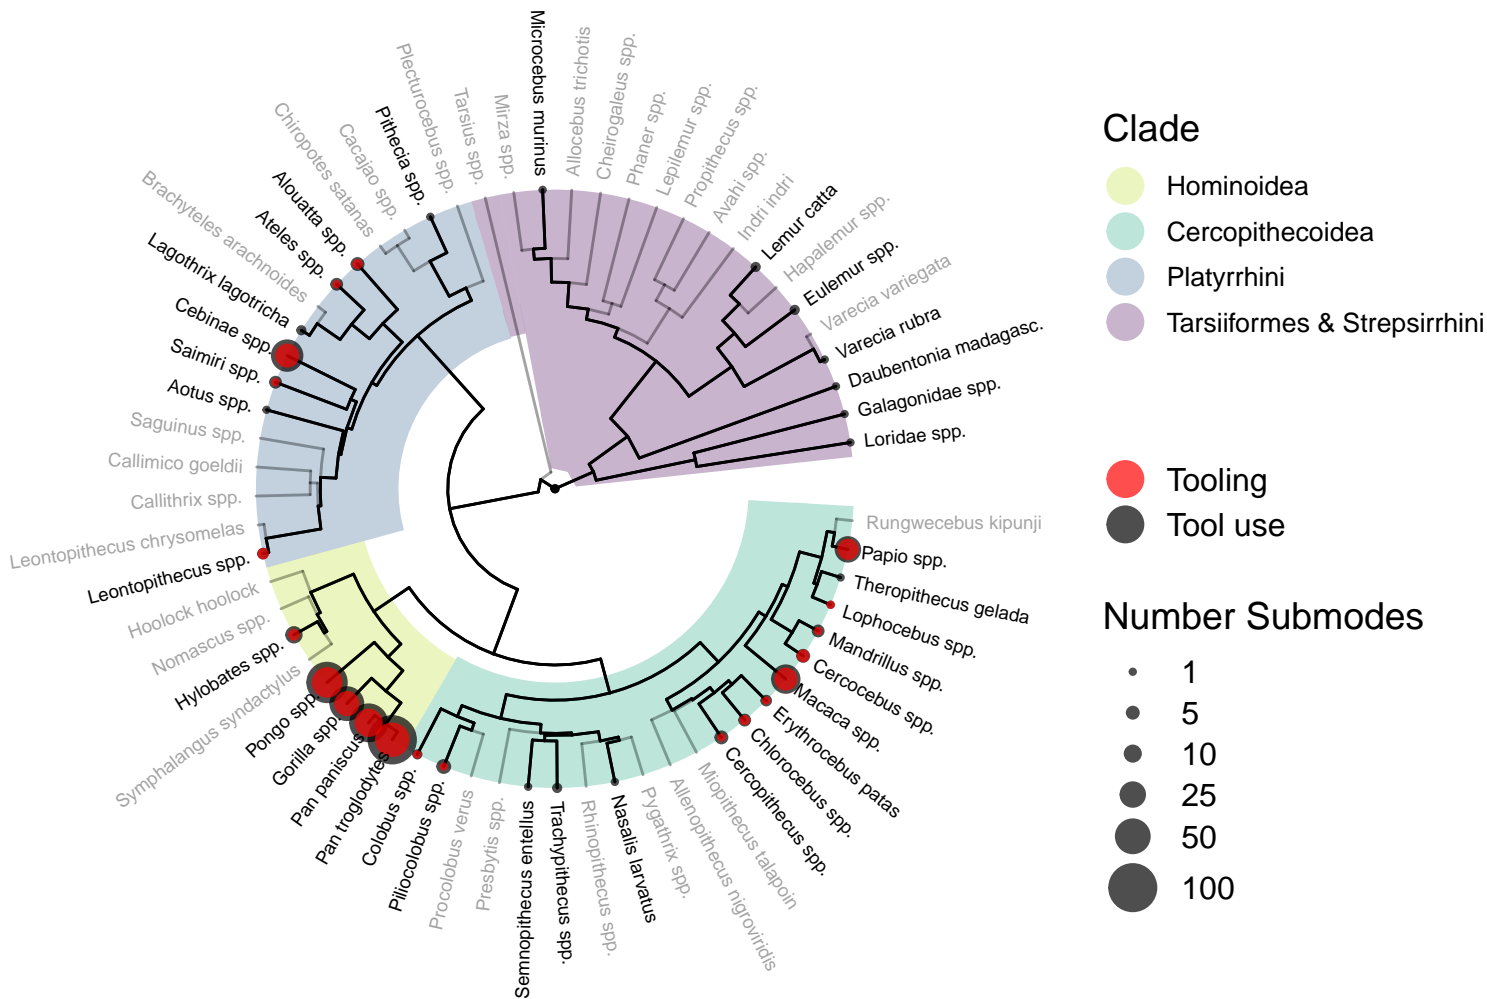 Microcebus murinus
Allocebus trichotis
Cheirogaleus spp.
Phaner spp.
Lepilemur spp.
Propithecus spp.
Avahi spp.
Indri indri
Lemur catta
Hapalemur spp.
Eulemur spp.
Varecia variegata
Varecia rubra
Daubentonia madagasc.
Galagonidae spp.
Loridae spp.
Rungwecebus kipunji
Papio spp.
Theropithecus gelada
Lophocebus spp.
Mandrillus spp.
Cercocebus spp.
Macaca spp.
Erythrocebus patas
Chlorocebus spp.
Cercopithecus spp.
Miopithecus talapoin
Allenopithecus nigroviridis
Pygathrix spp.
Nasalis larvatus
Rhinopithecus spp.
Trachypithecus spp.
Semnopithecus entellus
Presbytis spp.
Procolobus verus
Piliocolobus spp.
Colobus spp.
Pan troglodytes
Pan paniscus
Gorilla spp.
Pongo spp.
Symphalangus syndactylus
Hylobates spp.
Nomascus spp.
Hoolock hoolock
Leontopithecus spp.
Leontopithecus chrysomelas
Callithrix spp.
Callimico goeldii
Saguinus spp.
Aotus spp.
Saimiri spp.
Cebinae spp.
Lagothrix lagotricha
Brachyteles arachnoides
Ateles spp.
Alouatta spp.
Chiropotes satanas
Cacajao spp.
Pithecia spp.
Plecturocebus spp.
Tarsius spp.
Mirza spp.
Clade
Hominoidea
Cercopithecoidea
Platyrrhini
Tarsiiformes & Strepsirrhini
Tooling
Tool use
Number Submodes
1
5
10
25
50
100